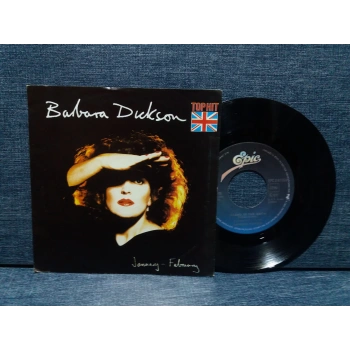 Barbara Dickson
TOP HIT
Epic
January - February